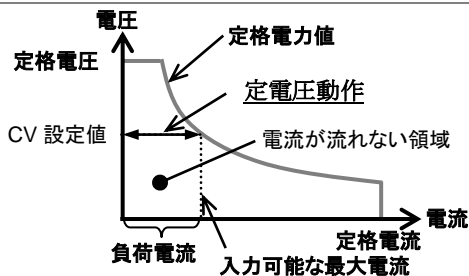 電圧
定格電力値
定格電圧
定電圧動作
CV 設定値
電流が流れない領域
電流
定格電流
負荷電流
入力可能な最大電流